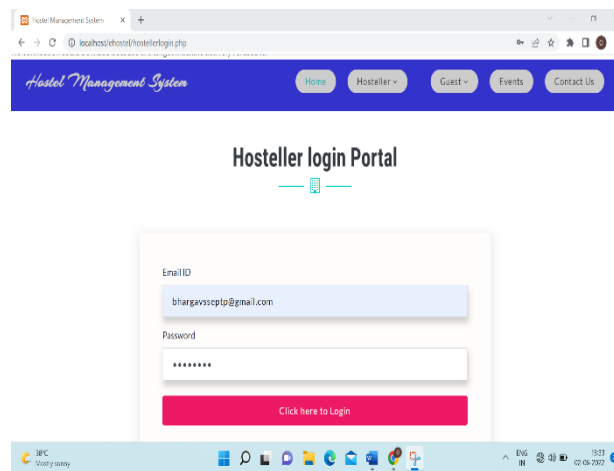 Hostel Management System
localhost/ehostel/hostellerlogin.php
Hostel Management System Home Hosteller Guest Events Contact Us
Hosteller login Portal
Email ID
bhargavsseptp@gmail.com
Password
••••••••
Click here to Login
38°C ENG 13:33
Mostly sunny IN 02-06-2022